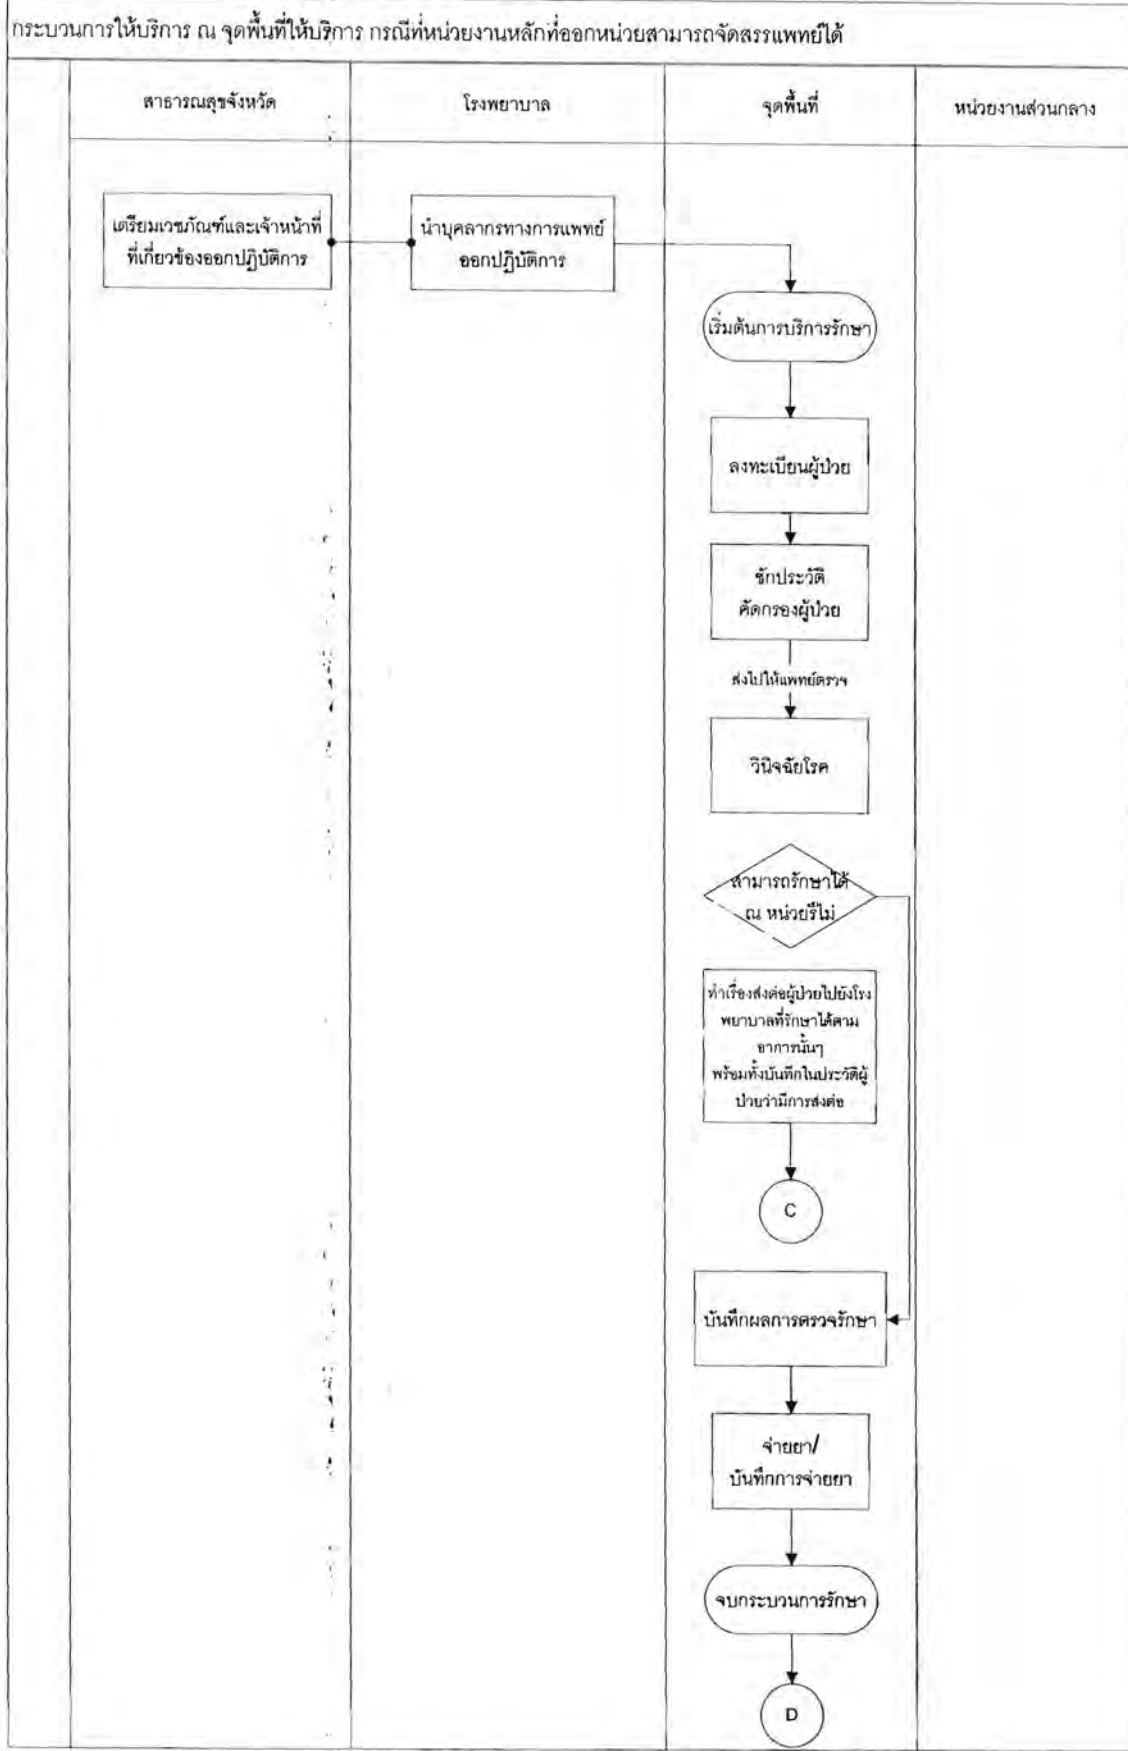 กระบวนการให้บริการ ณ จุดพื้นที่ให้บริการ กรณีที่หน่วยงานหลักที่ออกหน่วยสามารถจัดสรรแพทย์ได้
สาธารณสุขจังหวัด
โรงพยาบาล
จุดพื้นที่
หน่วยงานส่วนกลาง
เตรียมเวชภัณฑ์และเจ้าหน้าที่
ที่เกี่ยวข้องออกปฏิบัติการ
นำบุคลากรทางการแพทย์
ออกปฏิบัติการ
เริ่มต้นการบริการรักษา
ลงทะเบียนผู้ป่วย
ซักประวัติ
คัดกรองผู้ป่วย
ส่งไปให้แพทย์ตรวจ
วินิจฉัยโรค
สามารถรักษาได้
ณ หน่วยรึไม่
ทำเรื่องส่งต่อผู้ป่วยไปยังโรง
พยาบาลที่รักษาได้ตาม
อาการนั้นๆ
พร้อมทั้งบันทึกในประวัติผู้
ป่วยว่ามีการส่งต่อ
C
บันทึกผลการตรวจรักษา
จ่ายยา/
บันทึกการจ่ายยา
จบกระบวนการรักษา
D